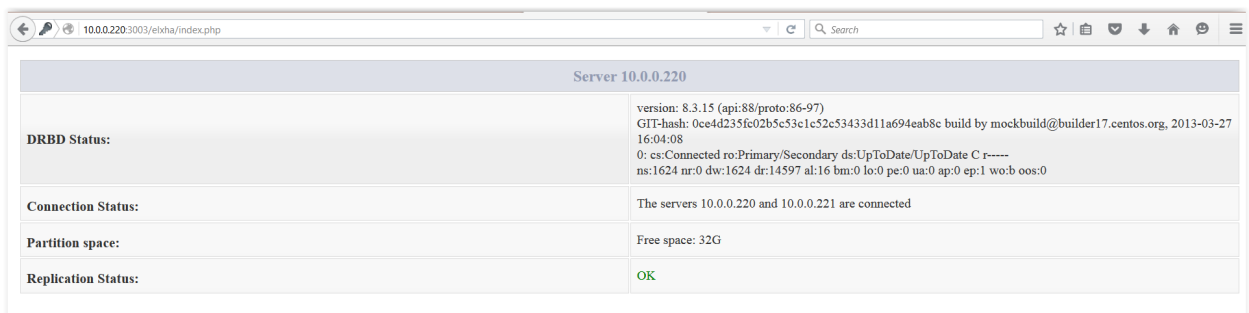 10.0.0.220:3003/elxha/index.php
Search
Server 10.0.0.220
DRBD Status:
version: 8.3.15 (api:88/proto:86-97)
GIT-hash: 0ce4d235fc02b5c53c1c52c53433d11a694eab8c build by mockbuild@builder17.centos.org, 2013-03-27
16:04:08
0: cs:Connected ro:Primary/Secondary ds:UpToDate/UpToDate C r-----
ns:1624 nr:0 dw:1624 dr:14597 al:16 bm:0 lo:0 pe:0 ua:0 ap:0 ep:1 wo:b oos:0
Connection Status:
The servers 10.0.0.220 and 10.0.0.221 are connected
Partition space:
Free space: 32G
Replication Status:
OK